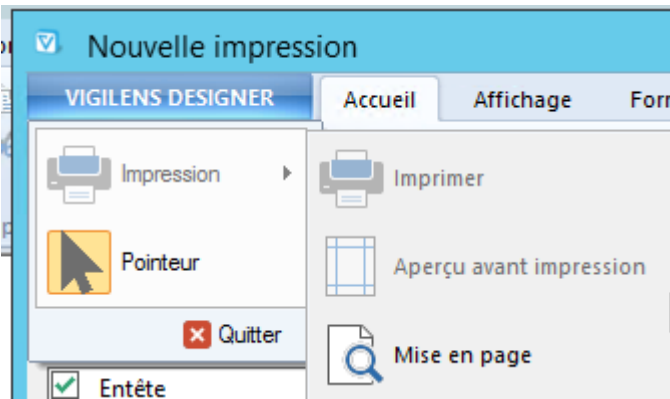 Nouvelle impression
VIGILENS DESIGNER Accueil Affichage
Impression
Pointeur
Quitter
Imprimer
Aperçu avant impression
Mise en page
Entête